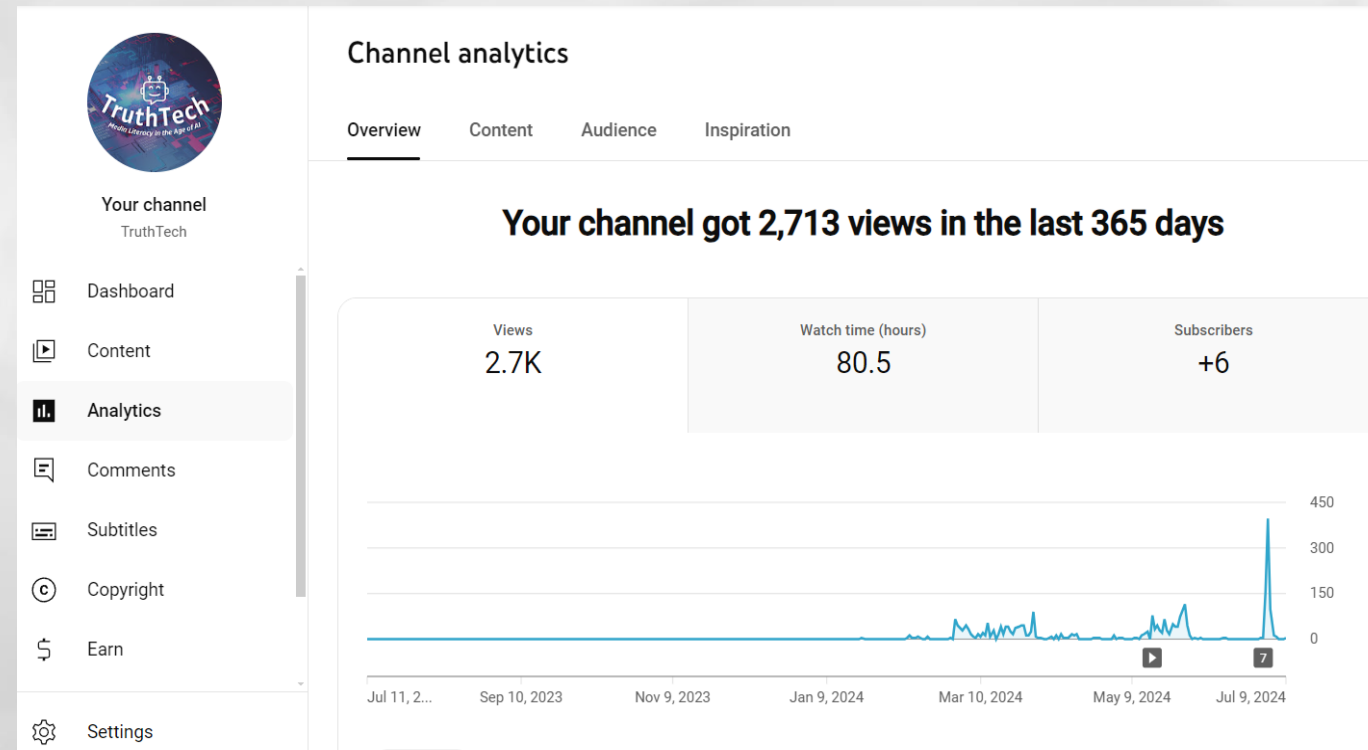 TruthTech
Media Literacy in the Age of AI
Your channel
TruthTech
Dashboard
Content
Analytics
Comments
Subtitles
Copyright
Earn
Settings
Channel analytics
Overview Content Audience Inspiration
Your channel got 2,713 views in the last 365 days
Views
2.7K
Watch time (hours)
80.5
Subscribers
+6
450
300
150
0
7
Jul 11, 2... Sep 10, 2023 Nov 9, 2023 Jan 9, 2024 Mar 10, 2024 May 9, 2024 Jul 9, 2024